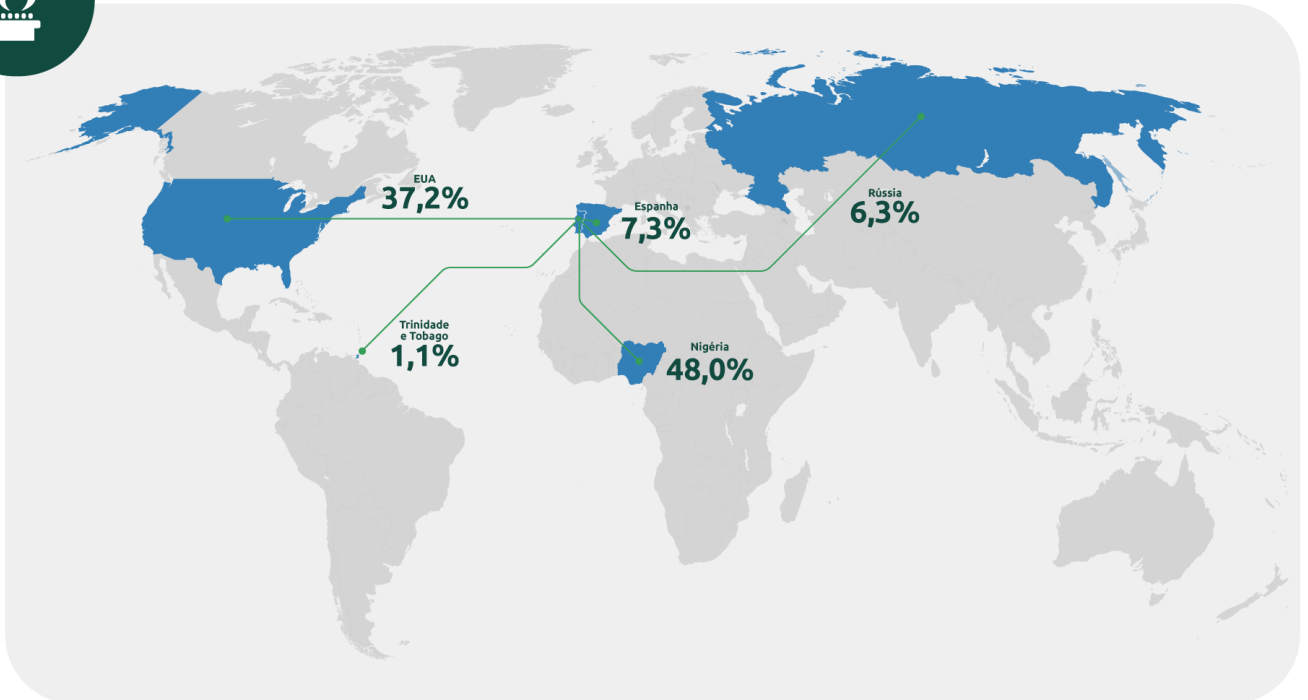 EUA
37,2%
Espanha
7,3%
Rússia
6,3%
Trinidade
e Tobago
1,1%
Nigéria
48,0%